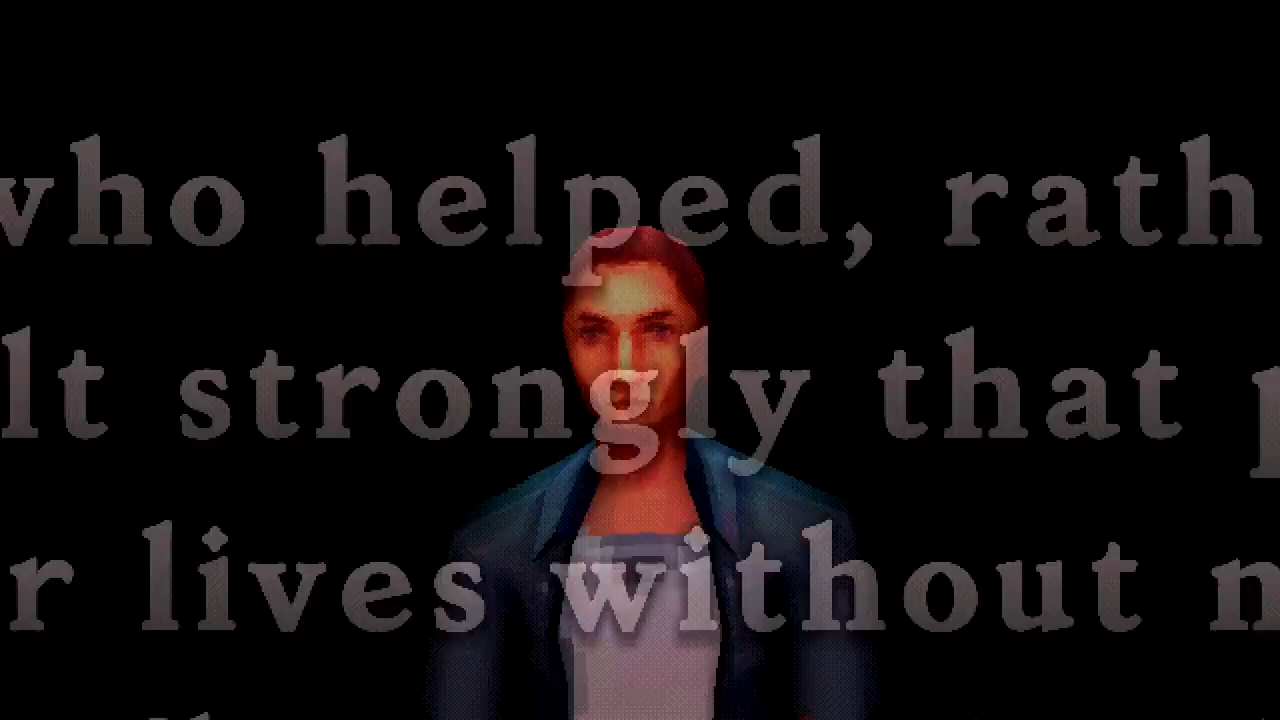 who helped, rath
lt strongly that
r lives without